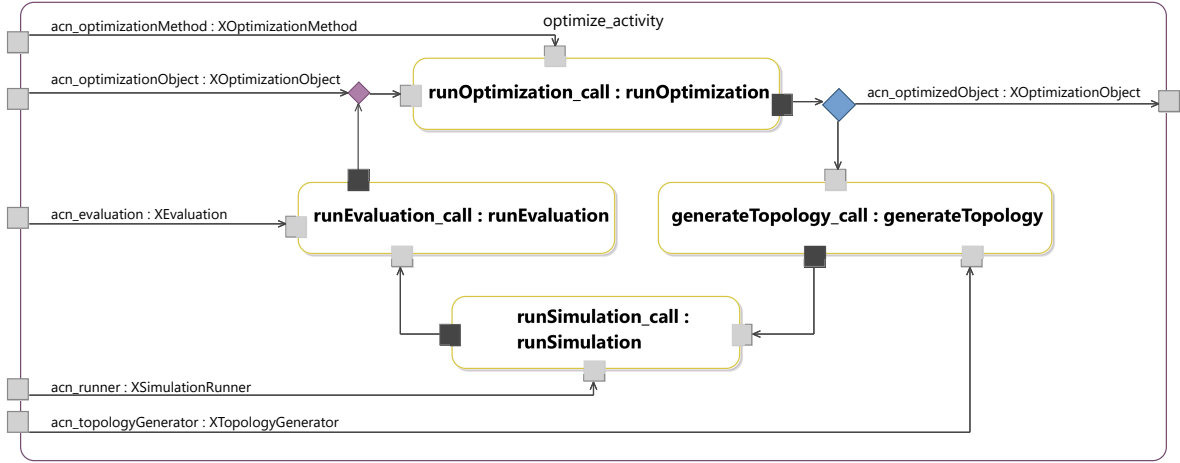 optimize_activity
acn_optimizationMethod : XOptimizationMethod
acn_optimizationObject : XOptimizationObject
runOptimization_call : runOptimization
acn_optimizedObject : XOptimizationObject
acn_evaluation : XEvaluation
runEvaluation_call : runEvaluation
generateTopology_call : generateTopology
runSimulation_call :
runSimulation
acn_runner : XSimulationRunner
acn_topologyGenerator : XTopologyGenerator